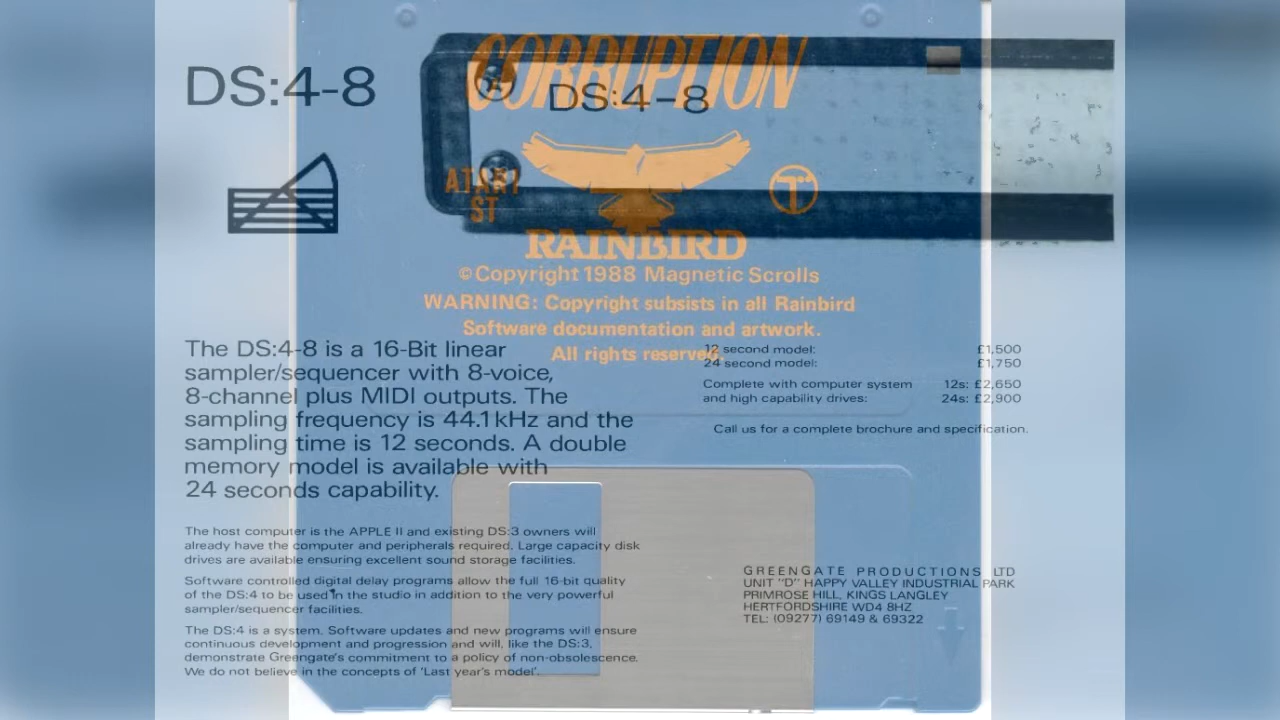 CORRUPTION
DS:4-8
DS:4-8
ATARI
ST
T
RAINBIRD
©Copyright 1988 Magnetic Scrolls
WARNING: Copyright subsists in all Rainbird
Software documentation and artwork.
All rights reserved.
The DS:4-8 is a 16-Bit linear
sampler/sequencer with 8-voice,
8-channel plus MIDI outputs. The
sampling frequency is 44.1kHz and the
sampling time is 12 seconds. A double
memory model is available with
24 seconds capability.
12 second model: £1,500
24 second model: £1,750
Complete with computer system 12s: £2,650
and high capability drives: 24s: £2,900
Call us for a complete brochure and specification.
The host computer is the APPLE II and existing DS:3 owners will
already have the computer and peripherals required. Large capacity disk
drives are available ensuring excellent sound storage facilities.
Software controlled digital delay programs allow the full 16-bit quality
of the DS:4 to be used in the studio in addition to the very powerful
sampler/sequencer facilities.
The DS:4 is a system. Software updates and new programs will ensure
continuous development and progression and will, like the DS:3,
demonstrate Greengate's commitment to a policy of non-obsolescence.
We do not believe in the concepts of 'Last year's model'.
GREENGATE PRODUCTIONS LTD
UNIT "D" HAPPY VALLEY INDUSTRIAL PARK
PRIMROSE HILL, KINGS LANGLEY
HERTFORDSHIRE WD4 8HZ
TEL: (09277) 69149 & 69322